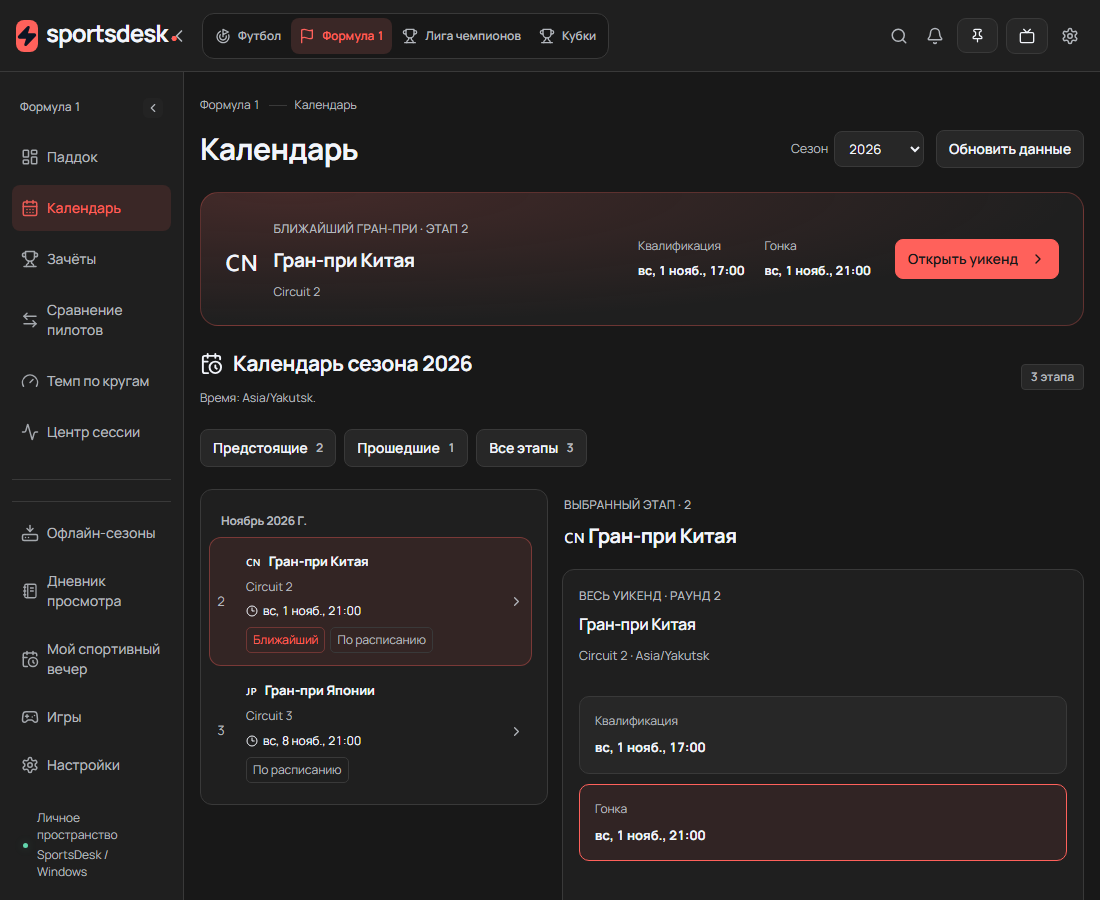 sportsdesk
Футбол
Формула 1
Лига чемпионов
Кубки
Формула 1
Паддок
Календарь
Зачёты
Сравнение
пилотов
Темп по кругам
Центр сессии
Офлайн-сезоны
Дневник
просмотра
Мой спортивный
вечер
Игры
Настройки
Личное
пространство
SportsDesk /
Windows
Формула 1 — Календарь
Календарь
Сезон
2026
Обновить данные
БЛИЖАЙШИЙ ГРАН-ПРИ · ЭТАП 2
CN
Гран-при Китая
Circuit 2
Квалификация
вс, 1 нояб., 17:00
Гонка
вс, 1 нояб., 21:00
Открыть уикенд
Календарь сезона 2026
Время: Asia/Yakutsk.
3 этапа
Предстоящие 2
Прошедшие 1
Все этапы 3
Ноябрь 2026 Г.
2
CN Гран-при Китая
Circuit 2
вс, 1 нояб., 21:00
Ближайший
По расписанию
3
JP Гран-при Японии
Circuit 3
вс, 8 нояб., 21:00
По расписанию
ВЫБРАННЫЙ ЭТАП · 2
CN Гран-при Китая
ВЕСЬ УИКЕНД · РАУНД 2
Гран-при Китая
Circuit 2 · Asia/Yakutsk
Квалификация
вс, 1 нояб., 17:00
Гонка
вс, 1 нояб., 21:00